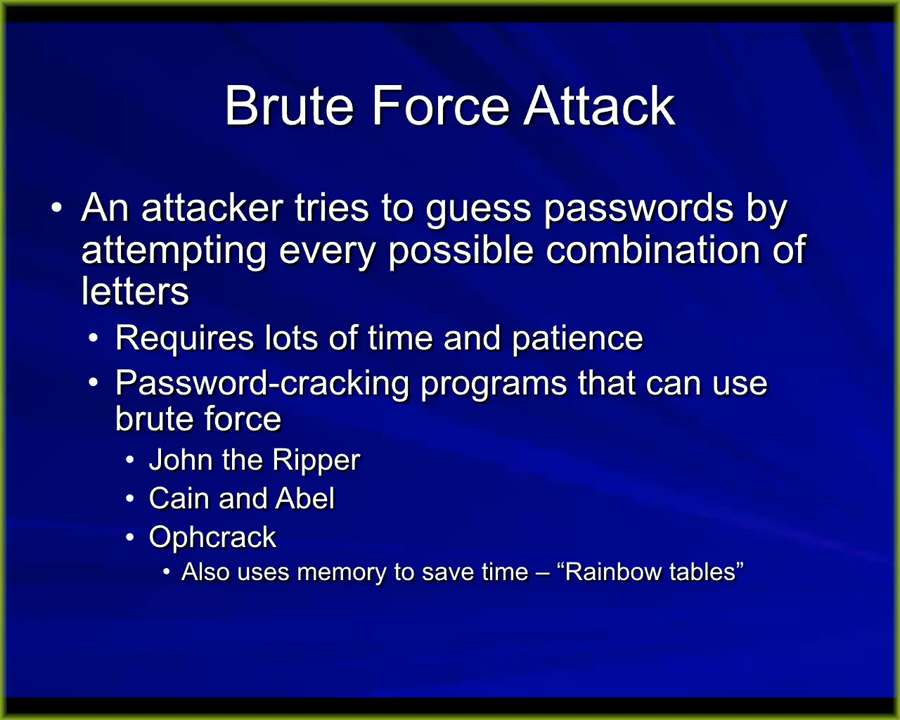 Brute Force Attack
• An attacker tries to guess passwords by
attempting every possible combination of
letters
• Requires lots of time and patience
• Password-cracking programs that can use
brute force
• John the Ripper
• Cain and Abel
• Ophcrack
• Also uses memory to save time – “Rainbow tables”